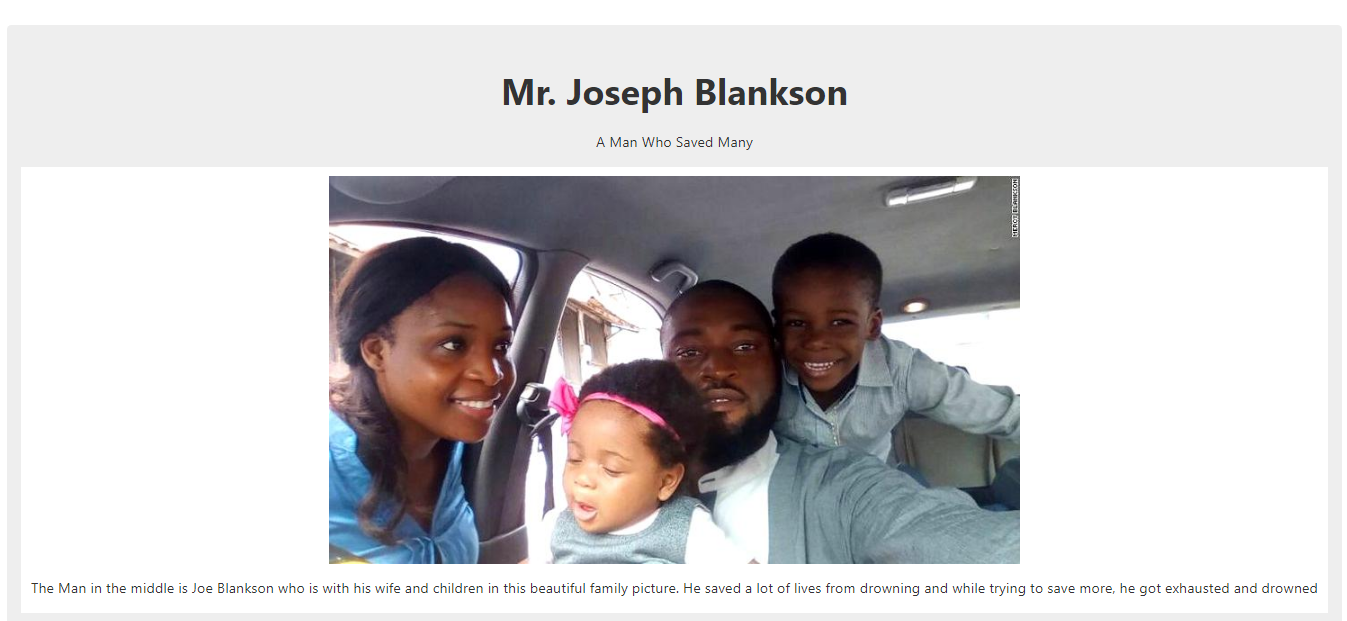 Mr. Joseph Blankson
A Man Who Saved Many
MERCY BLANKSON
The Man in the middle is Joe Blankson who is with his wife and children in this beautiful family picture. He saved a lot of lives from drowning and while trying to save more, he got exhausted and drowned